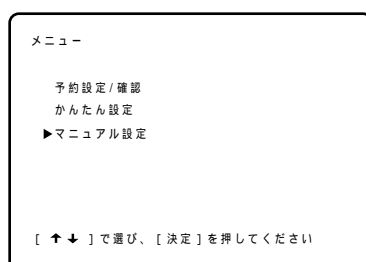 メニュー
予約設定/確認
かんたん設定
▶マニュアル設定
[ ↑↓ ]で選び、[決定]を押してください